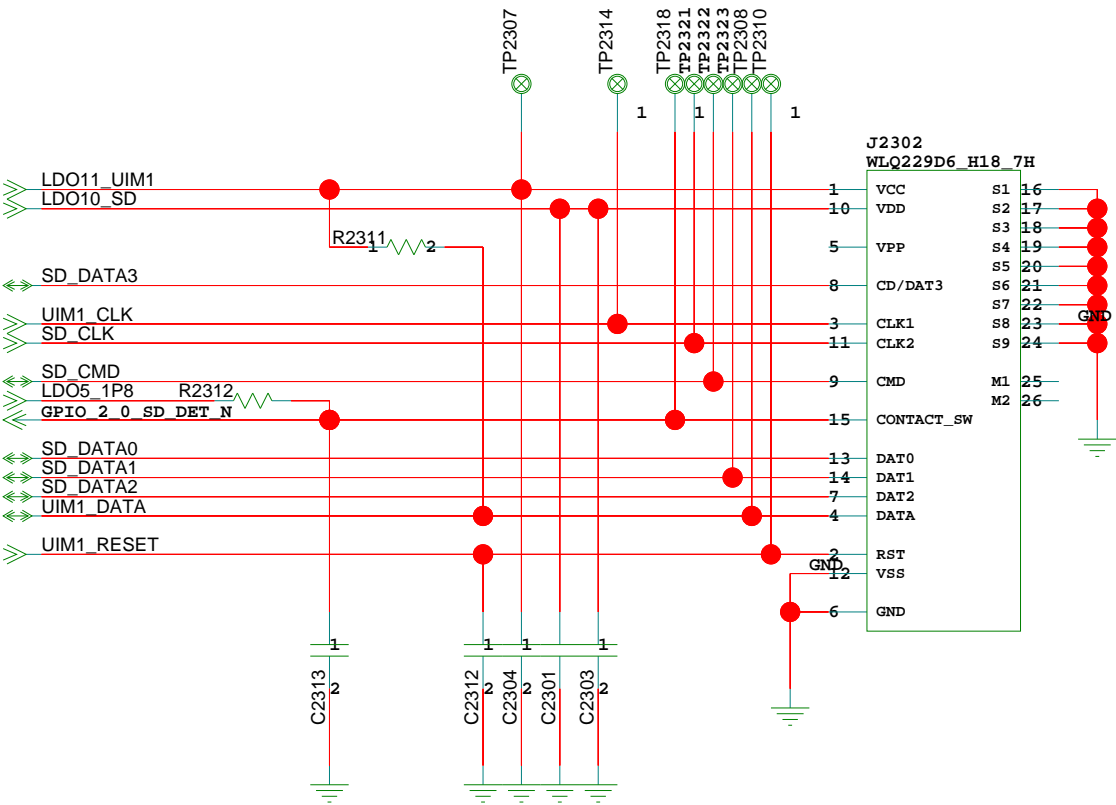 TP2307
TP2314
TP2318
TP2321
TP2322
TP2323
TP2308
TP2310
1
1
1
J2302
WLQ229D6_H18_7H
LDO11_UIM1
1
VCC
S1
16
LDO10_SD
10
VDD
S2
17
S3
18
R2311
1
2
5
VPP
S4
19
S5
20
SD_DATA3
8
CD/DAT3
S6
21
S7
22
GND
UIM1_CLK
3
CLK1
S8
23
SD_CLK
11
CLK2
S9
24
SD_CMD
9
CMD
M1
25
LDO5_1P8
R2312
M2
26
GPIO_2_0_SD_DET_N
15
CONTACT_SW
SD_DATA0
13
DAT0
SD_DATA1
14
DAT1
SD_DATA2
7
DAT2
UIM1_DATA
4
DATA
UIM1_RESET
2
RST
GND
12
VSS
6
GND
1
1
1
1
C2313
2
C2312
2
C2304
2
C2301
C2303
2